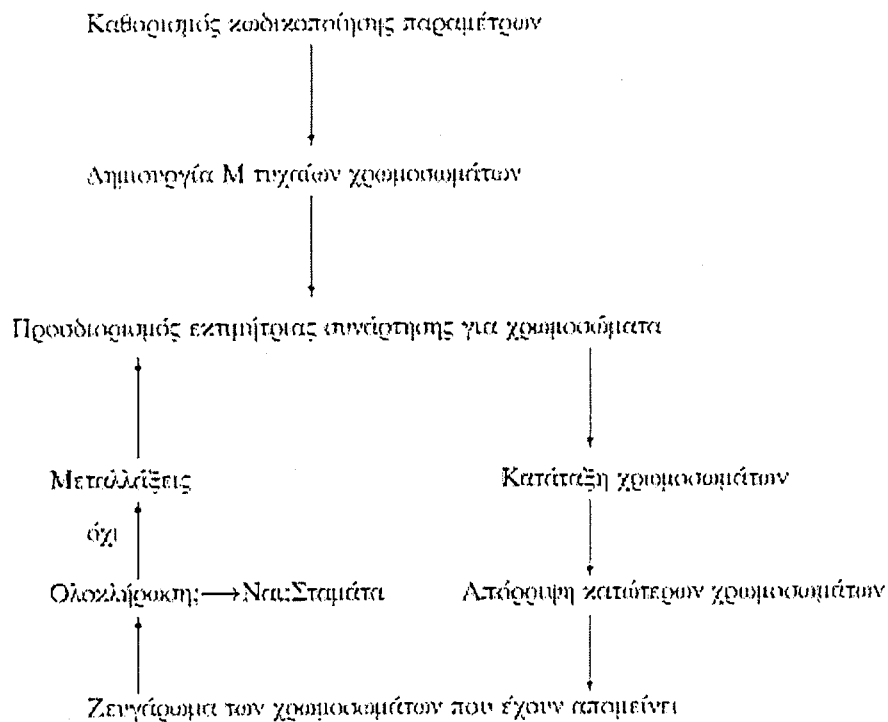 Καθορισμός κωδικοποίησης παραμέτρων
Δημιουργία Μ τυχαίων χρωμοσωμάτων
Προσδιορισμός εκτιμήτριας συνάρτησης για χρωμοσώματα
Μεταλλάξεις
Κατάταξη χρωμοσωμάτων
όχι
Ολοκλήρωση;→Ναι:Σταμάτα
Απόρριψη κατώτερων χρωμοσωμάτων
Ζευγάρωμα των χρωμοσωμάτων που έχουν απομείνει